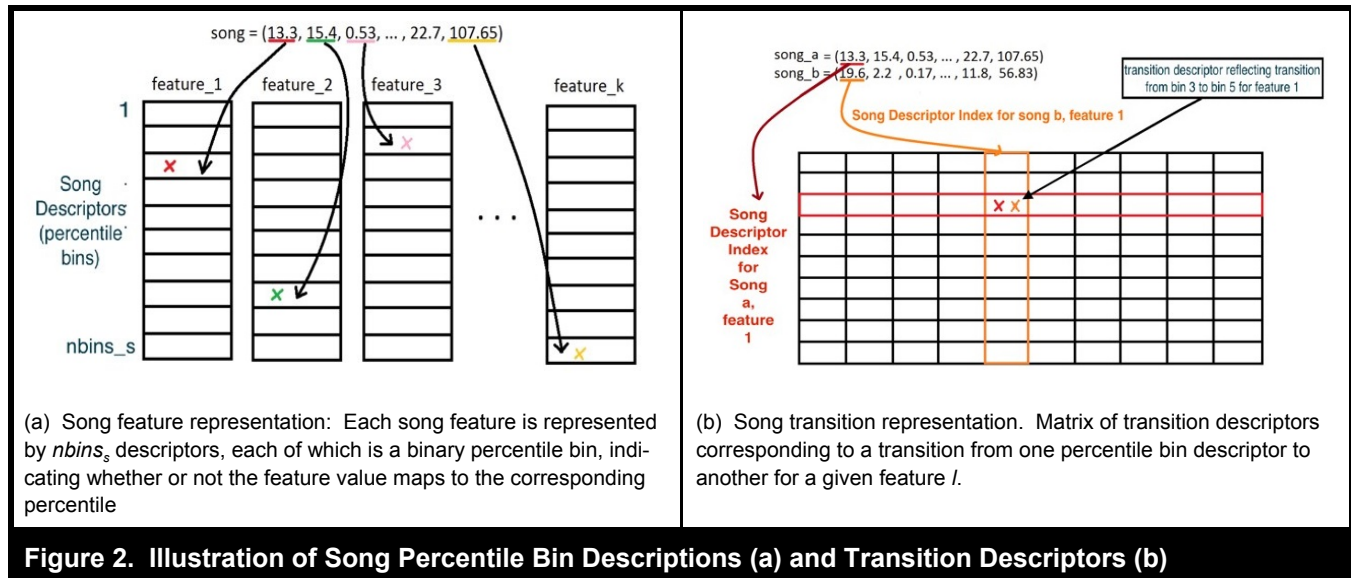 song = (13.3, 15.4, 0.53, ... , 22.7, 107.65)
feature_1
feature_2
feature_3
feature_k
1
Song
Descriptors
(percentile
bins)
. . .
nbins_s
(a) Song feature representation: Each song feature is represented
by nbinsₛ descriptors, each of which is a binary percentile bin, indi-
cating whether or not the feature value maps to the corresponding
percentile
song_a = (13.3, 15.4, 0.53, ... , 22.7, 107.65)
song_b = (19.6, 2.2 , 0.17, ... , 11.8, 56.83)
transition descriptor reflecting transition
from bin 3 to bin 5 for feature 1
Song Descriptor Index for song b, feature 1
Song
Descriptor
Index
for
Song
a,
feature
1
(b) Song transition representation. Matrix of transition descriptors
corresponding to a transition from one percentile bin descriptor to
another for a given feature l.
Figure 2. Illustration of Song Percentile Bin Descriptions (a) and Transition Descriptors (b)